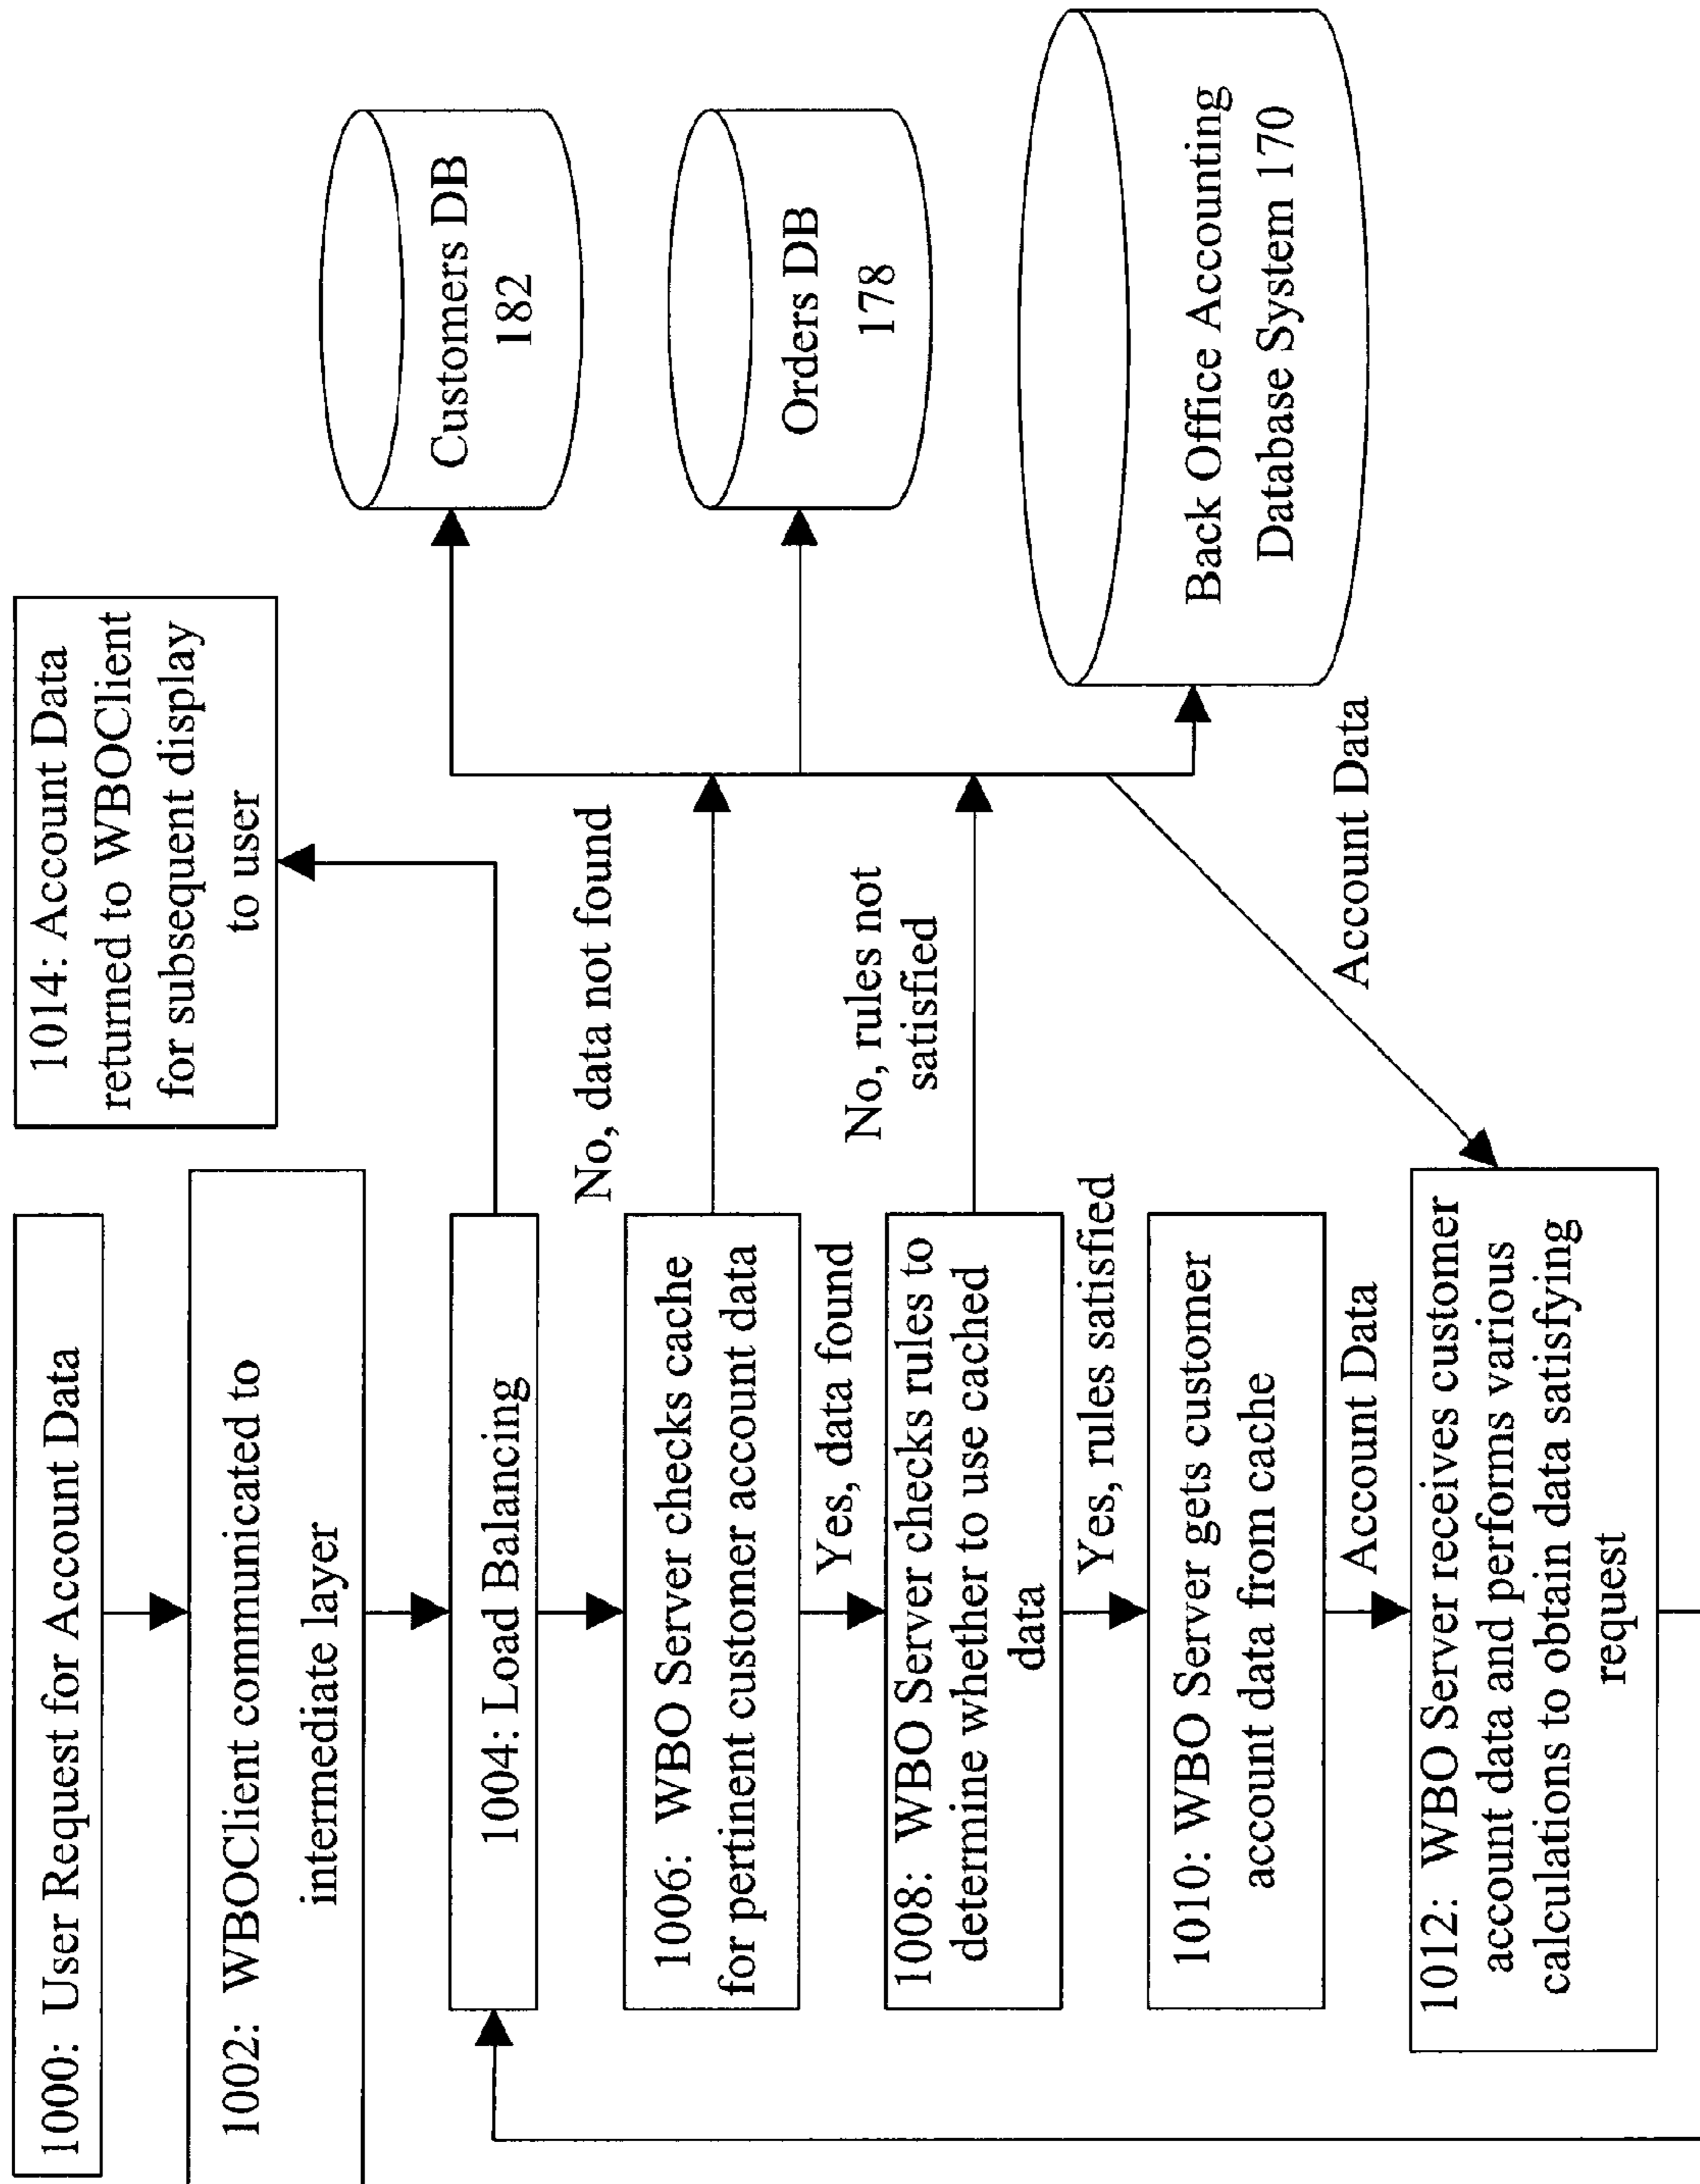 1000: User Request for Account Data
1002: WBOClient communicated to
intermediate layer
1004: Load Balancing
1006: WBO Server checks cache
for pertinent customer account data
Yes, data found
1008: WBO Server checks rules to
determine whether to use cached
data
Yes, rules satisfied
1010: WBO Server gets customer
account data from cache
Account Data
1012: WBO Server receives customer
account data and performs various
calculations to obtain data satisfying
request
1014: Account Data
returned to WBOClient
for subsequent display
to user
No, data not found
No, rules not
satisfied
Account Data
Customers DB
182
Orders DB
178
Back Office Accounting
Database System 170